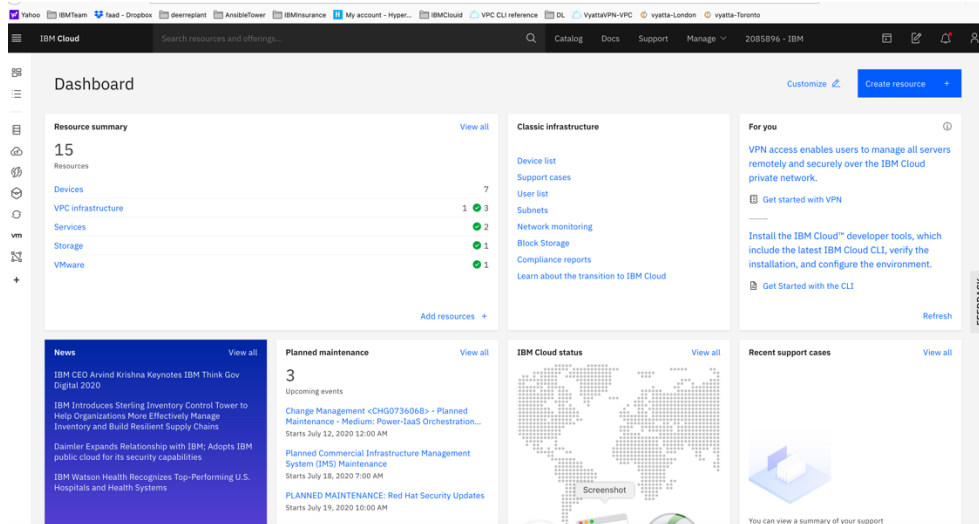 Yahoo IBMTeam faad - Dropbox deerreplant AnsibleTower IBMinsurance My account - Hyper... IBMClouid VPC CLI reference DL VyattaVPN-VPC vyatta-London vyatta-Toronto
IBM Cloud Search resources and offerings... Catalog Docs Support Manage 2085896 - IBM
Dashboard
Customize
Create resource +
Resource summary View all
15
Resources
Devices 7
VPC infrastructure 1 3
Services 2
Storage 1
VMware 1
Add resources +
Classic infrastructure
Device list
Support cases
User list
Subnets
Network monitoring
Block Storage
Compliance reports
Learn about the transition to IBM Cloud
For you
VPN access enables users to manage all servers
remotely and securely over the IBM Cloud
private network.
Get started with VPN
Install the IBM Cloud™ developer tools, which
include the latest IBM Cloud CLI, verify the
installation, and configure the environment.
Get Started with the CLI
Refresh
FEEDBACK
vm
News View all
IBM CEO Arvind Krishna Keynotes IBM Think Gov
Digital 2020
IBM Introduces Sterling Inventory Control Tower to
Help Organizations More Effectively Manage
Inventory and Build Resilient Supply Chains
Daimler Expands Relationship with IBM; Adopts IBM
public cloud for its security capabilities
IBM Watson Health Recognizes Top-Performing U.S.
Hospitals and Health Systems
Planned maintenance View all
3
Upcoming events
Change Management <CHG0736068> - Planned
Maintenance - Medium: Power-IaaS Orchestration...
Starts July 12, 2020 12:00 AM
Planned Commercial Infrastructure Management
System (IMS) Maintenance
Starts July 18, 2020 7:00 AM
PLANNED MAINTENANCE: Red Hat Security Updates
Starts July 19, 2020 10:00 AM
IBM Cloud status View all
Screenshot
Recent support cases View all
You can view a summary of your support